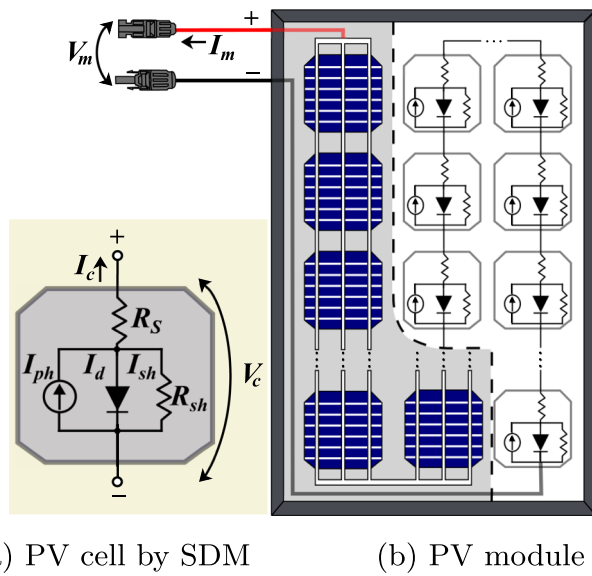 +
V_m
I_m
−
+
I_c
R_S
I_ph I_d I_sh
R_sh
V_c
−
) PV cell by SDM
(b) PV module